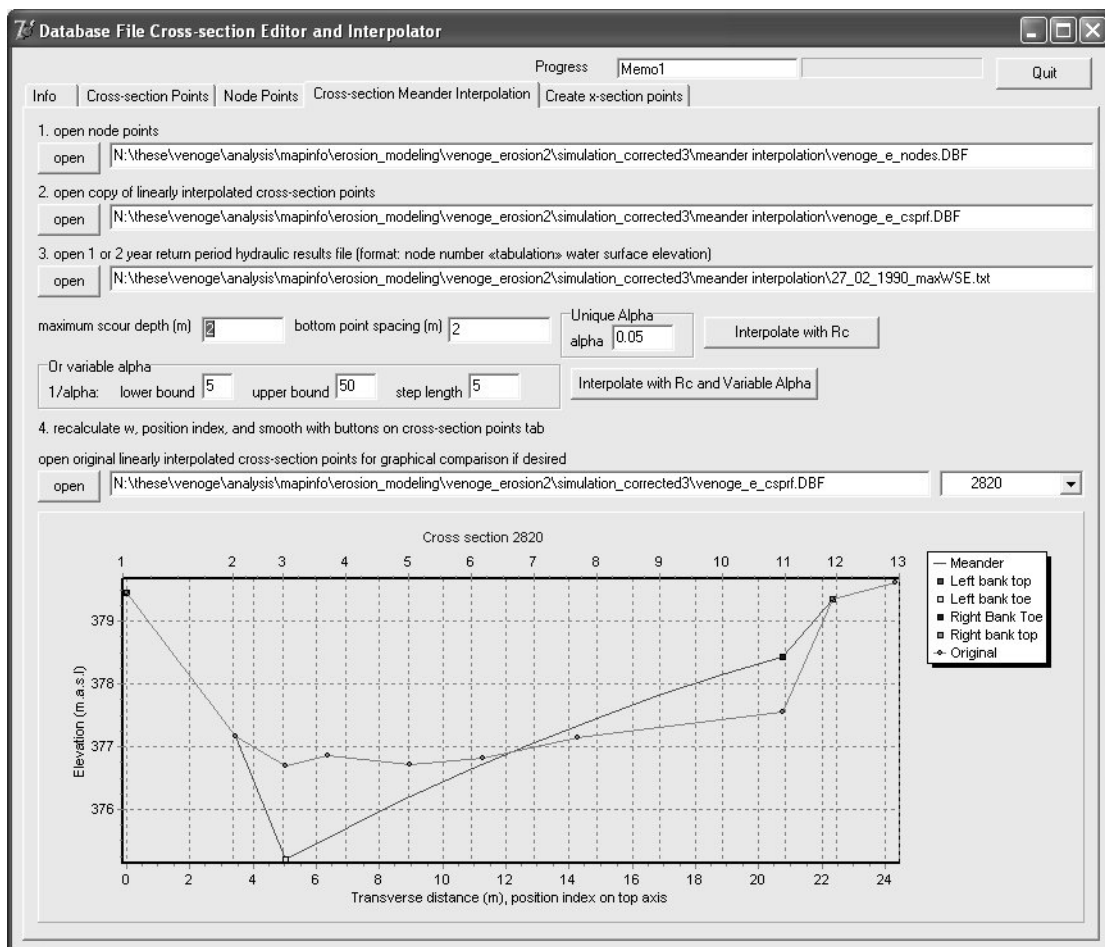 Database File Cross-section Editor and Interpolator
Progress Memo1 Quit
Info Cross-section Points Node Points Cross-section Meander Interpolation Create x-section points
1. open node points
open N:\these\venoge\analysis\mapinfo\erosion_modeling\venoge_erosion2\simulation_corrected3\meander interpolation\venoge_e_nodes.DBF
2. open copy of linearly interpolated cross-section points
open N:\these\venoge\analysis\mapinfo\erosion_modeling\venoge_erosion2\simulation_corrected3\meander interpolation\venoge_e_csprf.DBF
3. open 1 or 2 year return period hydraulic results file (format: node number «tabulation» water surface elevation)
open N:\these\venoge\analysis\mapinfo\erosion_modeling\venoge_erosion2\simulation_corrected3\meander interpolation\27_02_1990_maxWSE.txt
Unique Alpha
maximum scour depth (m) 2 bottom point spacing (m) 2 alpha 0.05 Interpolate with Rc
Or variable alpha
1/alpha: lower bound 5 upper bound 50 step length 5 Interpolate with Rc and Variable Alpha
4. recalculate w, position index, and smooth with buttons on cross-section points tab
open original linearly interpolated cross-section points for graphical comparison if desired
open N:\these\venoge\analysis\mapinfo\erosion_modeling\venoge_erosion2\simulation_corrected3\venoge_e_csprf.DBF 2820
Cross section 2820
1 2 3 4 5 6 7 8 9 11 12 13
Meander
Left bank top
Left bank toe
Right Bank Toe
Right bank top
Original
Elevation (m.a.s.l)
379
378
377
376
0 2 4 6 8 10 12 14 16 18 20 22 24
Transverse distance (m), position index on top axis